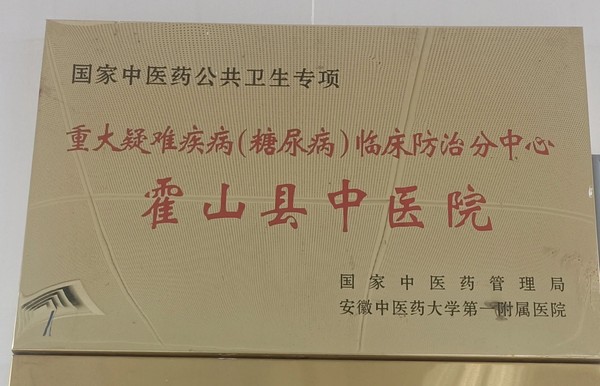 国家中医药公共卫生专项
重大疑难疾病(糖尿病)临床防治分中心
霍山县中医院
国家中医药管理局
安徽中医药大学第一附属医院